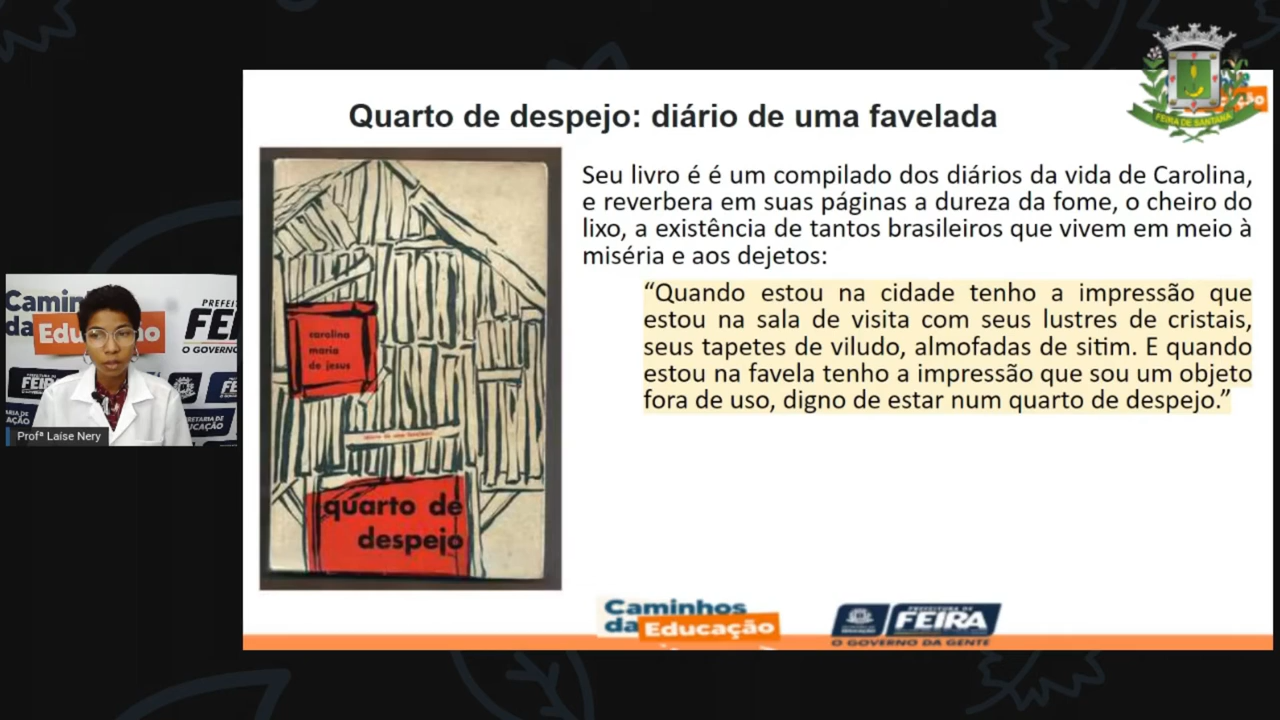 Quarto de despejo: diário de uma favelada
FEIRA DE SANTANA
Seu livro é é um compilado dos diários da vida de Carolina,
e reverbera em suas páginas a dureza da fome, o cheiro do
lixo, a existência de tantos brasileiros que vivem em meio à
miséria e aos dejetos:
“Quando estou na cidade tenho a impressão que
estou na sala de visita com seus lustres de cristais,
seus tapetes de viludo, almofadas de sitim. E quando
estou na favela tenho a impressão que sou um objeto
fora de uso, digno de estar num quarto de despejo.”
carolina
maria
de jesus
quarto de
despejo
Profª Laíse Nery
Caminhos
da Educação
PREFEITURA DE
FEIRA
O GOVERNO DA GENTE